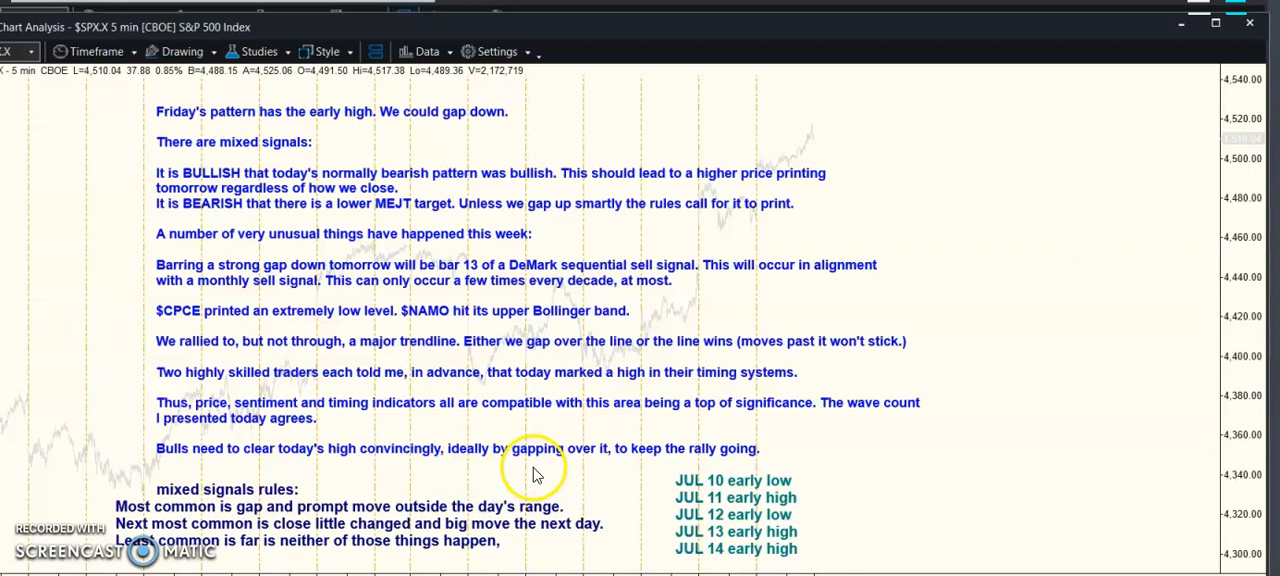 Chart Analysis - $SPX.X 5 min [CBOE] S&P 500 Index
.X Timeframe Drawing Studies Style Data Settings
X - 5 min CBOE L=4,510.04 37.88 0.85% B=4,488.15 A=4,525.06 O=4,491.50 Hi=4,517.38 Lo=4,489.36 V=2,172,719
4,540.00
Friday's pattern has the early high. We could gap down.
4,520.00
4,510.04
There are mixed signals:
4,500.00
It is BULLISH that today's normally bearish pattern was bullish. This should lead to a higher price printing
tomorrow regardless of how we close.
4,480.00
It is BEARISH that there is a lower MEJT target. Unless we gap up smartly the rules call for it to print.
A number of very unusual things have happened this week:
4,460.00
Barring a strong gap down tomorrow will be bar 13 of a DeMark sequential sell signal. This will occur in alignment
with a monthly sell signal. This can only occur a few times every decade, at most.
4,440.00
$CPCE printed an extremely low level. $NAMO hit its upper Bollinger band.
4,420.00
We rallied to, but not through, a major trendline. Either we gap over the line or the line wins (moves past it won't stick.)
4,400.00
Two highly skilled traders each told me, in advance, that today marked a high in their timing systems.
4,380.00
Thus, price, sentiment and timing indicators all are compatible with this area being a top of significance. The wave count
I presented today agrees.
4,360.00
Bulls need to clear today's high convincingly, ideally by gapping over it, to keep the rally going.
4,340.00
mixed signals rules:
Most common is gap and prompt move outside the day's range.
Next most common is close little changed and big move the next day.
Least common is far is neither of those things happen,
JUL 10 early low
JUL 11 early high
JUL 12 early low
JUL 13 early high
JUL 14 early high
4,320.00
4,300.00
RECORDED WITH
SCREENCAST MATIC